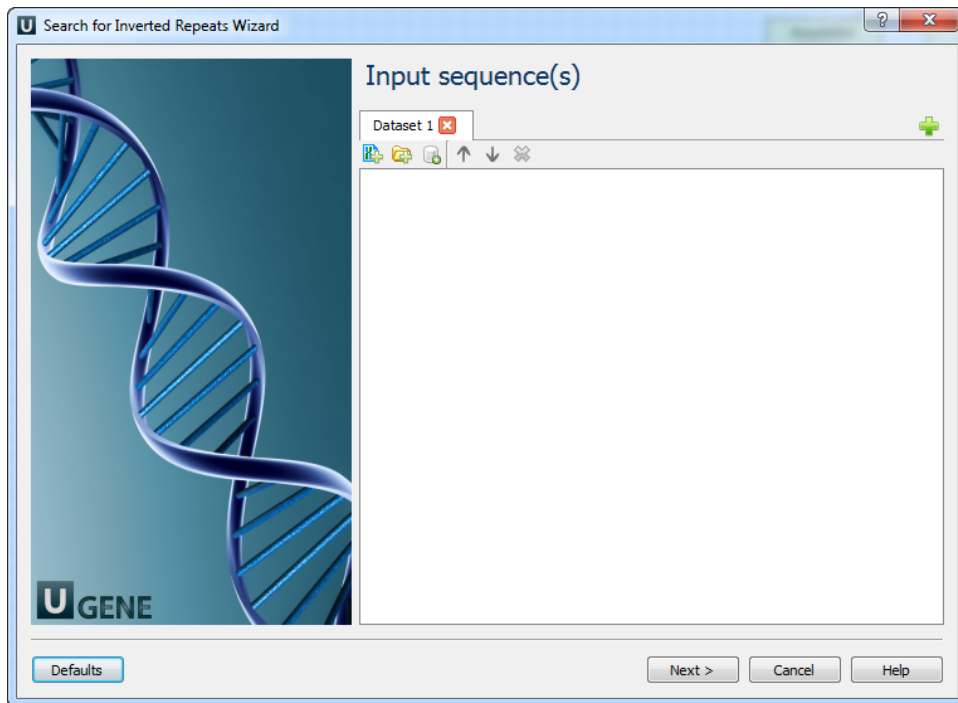 U Search for Inverted Repeats Wizard
?
Input sequence(s)
Dataset 1
U GENE
Defaults
Next >
Cancel
Help